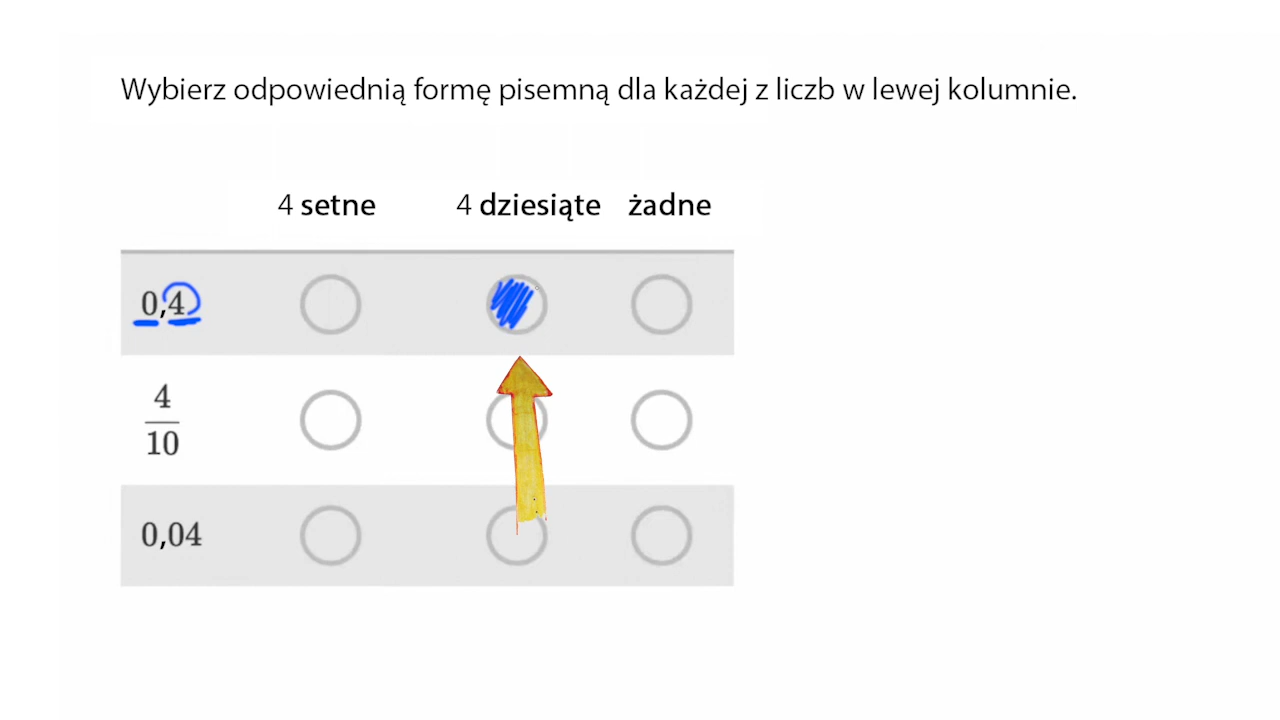 Wybierz odpowiednią formę pisemną dla każdej z liczb w lewej kolumnie.
4 setne 4 dziesiąte żadne
0,4
4
10
0,04